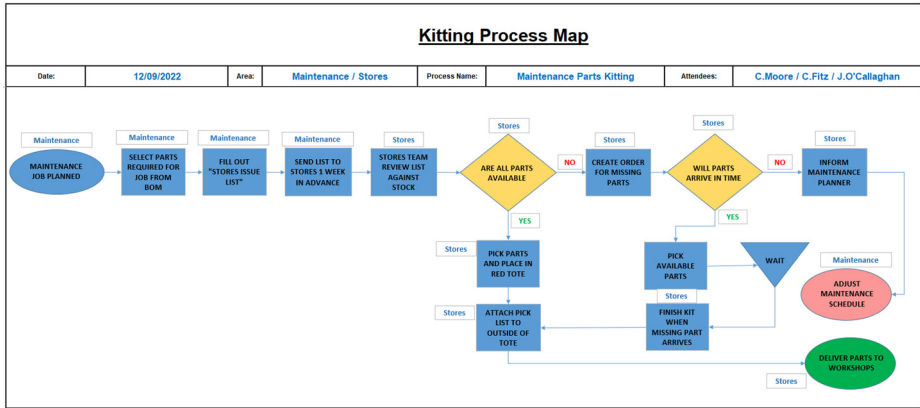 Kitting Process Map
Date: 12/09/2022 Area: Maintenance / Stores Process Name: Maintenance Parts Kitting Attendees: C.Moore / C.Fitz / J.O'Callaghan
Maintenance
MAINTENANCE
JOB PLANNED
Maintenance
SELECT PARTS
REQUIRED FOR
JOB FROM
BOM
Maintenance
FILL OUT
"STORES ISSUE
LIST"
Maintenance
SEND LIST TO
STORES 1 WEEK
IN ADVANCE
Stores
STORES TEAM
REVIEW LIST
AGAINST
STOCK
Stores
ARE ALL PARTS
AVAILABLE
NO
Stores
CREATE ORDER
FOR MISSING
PARTS
Stores
WILL PARTS
ARRIVE IN TIME
NO
Stores
INFORM
MAINTENANCE
PLANNER
YES
YES
Stores
PICK PARTS
AND PLACE IN
RED TOTE
PICK
AVAILABLE
PARTS
WAIT
Maintenance
ADJUST
MAINTENANCE
SCHEDULE
Stores
ATTACH PICK
LIST TO
OUTSIDE OF
TOTE
Stores
FINISH KIT
WHEN
MISSING PART
ARRIVES
DELIVER PARTS TO
WORKSHOPS
Stores